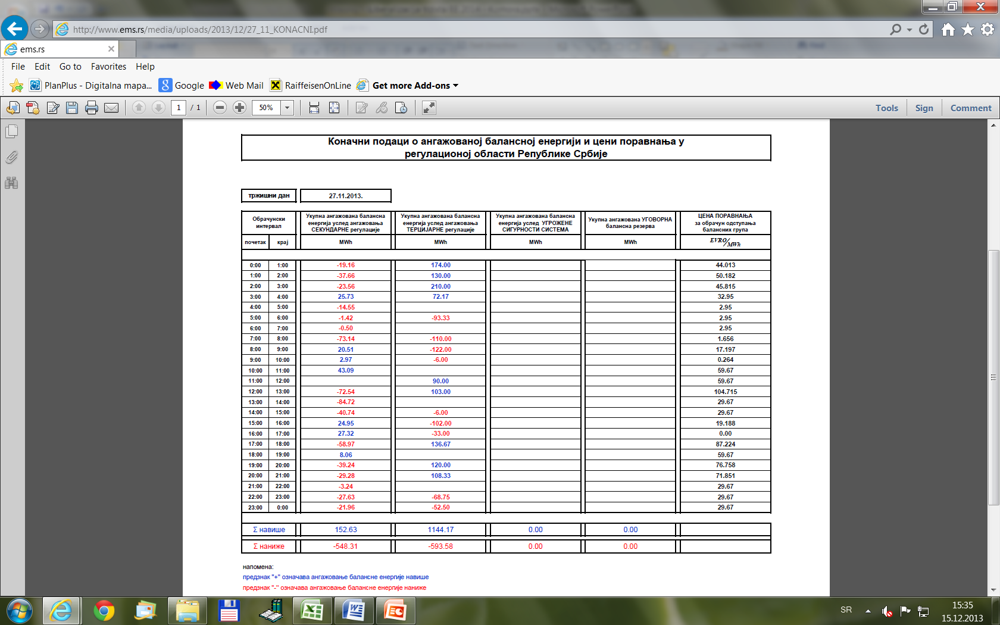 http://www.ems.rs/media/uploads/2013/12/27_11_KONACNI.pdf
ems.rs
File Edit Go to Favorites Help
PlanPlus - Digitalna mapa... Google Web Mail RaiffeisenOnLine Get more Add-ons
1 / 1 50% Tools Sign Comment
Коначни подаци о ангажованој балансној енергији и цени поравнања у
регулационој области Републике Србије
тржишни дан 27.11.2013.
Обрачунски интервал
Укупна ангажована балансна енергија услед ангажовања СЕКУНДАРНЕ регулације
Укупна ангажована балансна енергија услед ангажовања ТЕРЦИЈАРНЕ регулације
Укупна ангажована балансна енергија услед УГРОЖЕНЕ СИГУРНОСТИ СИСТЕМА
Укупна ангажована УГОВОРНА балансна резерва
ЦЕНА ПОРАВНАЊА за обрачун одступања балансних група
почетак крај MWh MWh MWh MWh EVRO/MWh
0:00 1:00 -19.16 174.00 44.013
1:00 2:00 -37.66 130.00 50.182
2:00 3:00 -23.56 210.00 45.815
3:00 4:00 25.73 72.17 32.95
4:00 5:00 -14.55 2.95
5:00 6:00 -1.42 -93.33 2.95
6:00 7:00 -0.50 2.95
7:00 8:00 -73.14 -110.00 1.656
8:00 9:00 20.51 -122.00 17.197
9:00 10:00 2.97 -6.00 0.264
10:00 11:00 43.09 59.67
11:00 12:00 90.00 59.67
12:00 13:00 -72.54 103.00 104.715
13:00 14:00 -84.72 29.67
14:00 15:00 -40.74 -6.00 29.67
15:00 16:00 24.95 -102.00 19.188
16:00 17:00 27.32 -33.00 0.00
17:00 18:00 -58.97 136.67 87.224
18:00 19:00 8.06 59.67
19:00 20:00 -39.24 120.00 76.758
20:00 21:00 -29.28 108.33 71.851
21:00 22:00 -3.24 29.67
22:00 23:00 -27.63 -68.75 29.67
23:00 0:00 -21.96 -52.50 29.67
Σ навише 152.63 1144.17 0.00 0.00
Σ наниже -548.31 -593.58 0.00 0.00
напомена:
предзнак "+" означава ангажовање балансне енергије навише
предзнак "-" означава ангажовање балансне енергије наниже
SR 15:35
15.12.2013